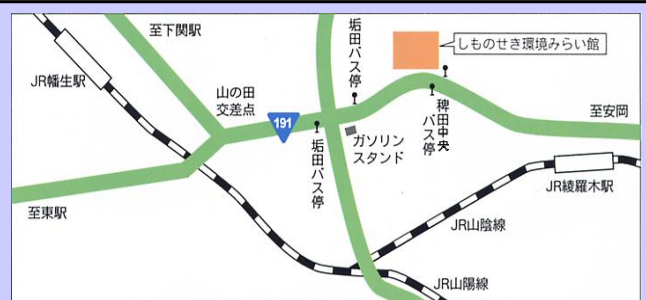 至下関駅
垢田バス停
しものせき環境みらい館
JR幡生駅
山の田
交差点
191
稗田中央
バス停
至安岡
ガソリン
スタンド
垢田バス停
JR綾羅木駅
至東駅
JR山陰線
JR山陽線